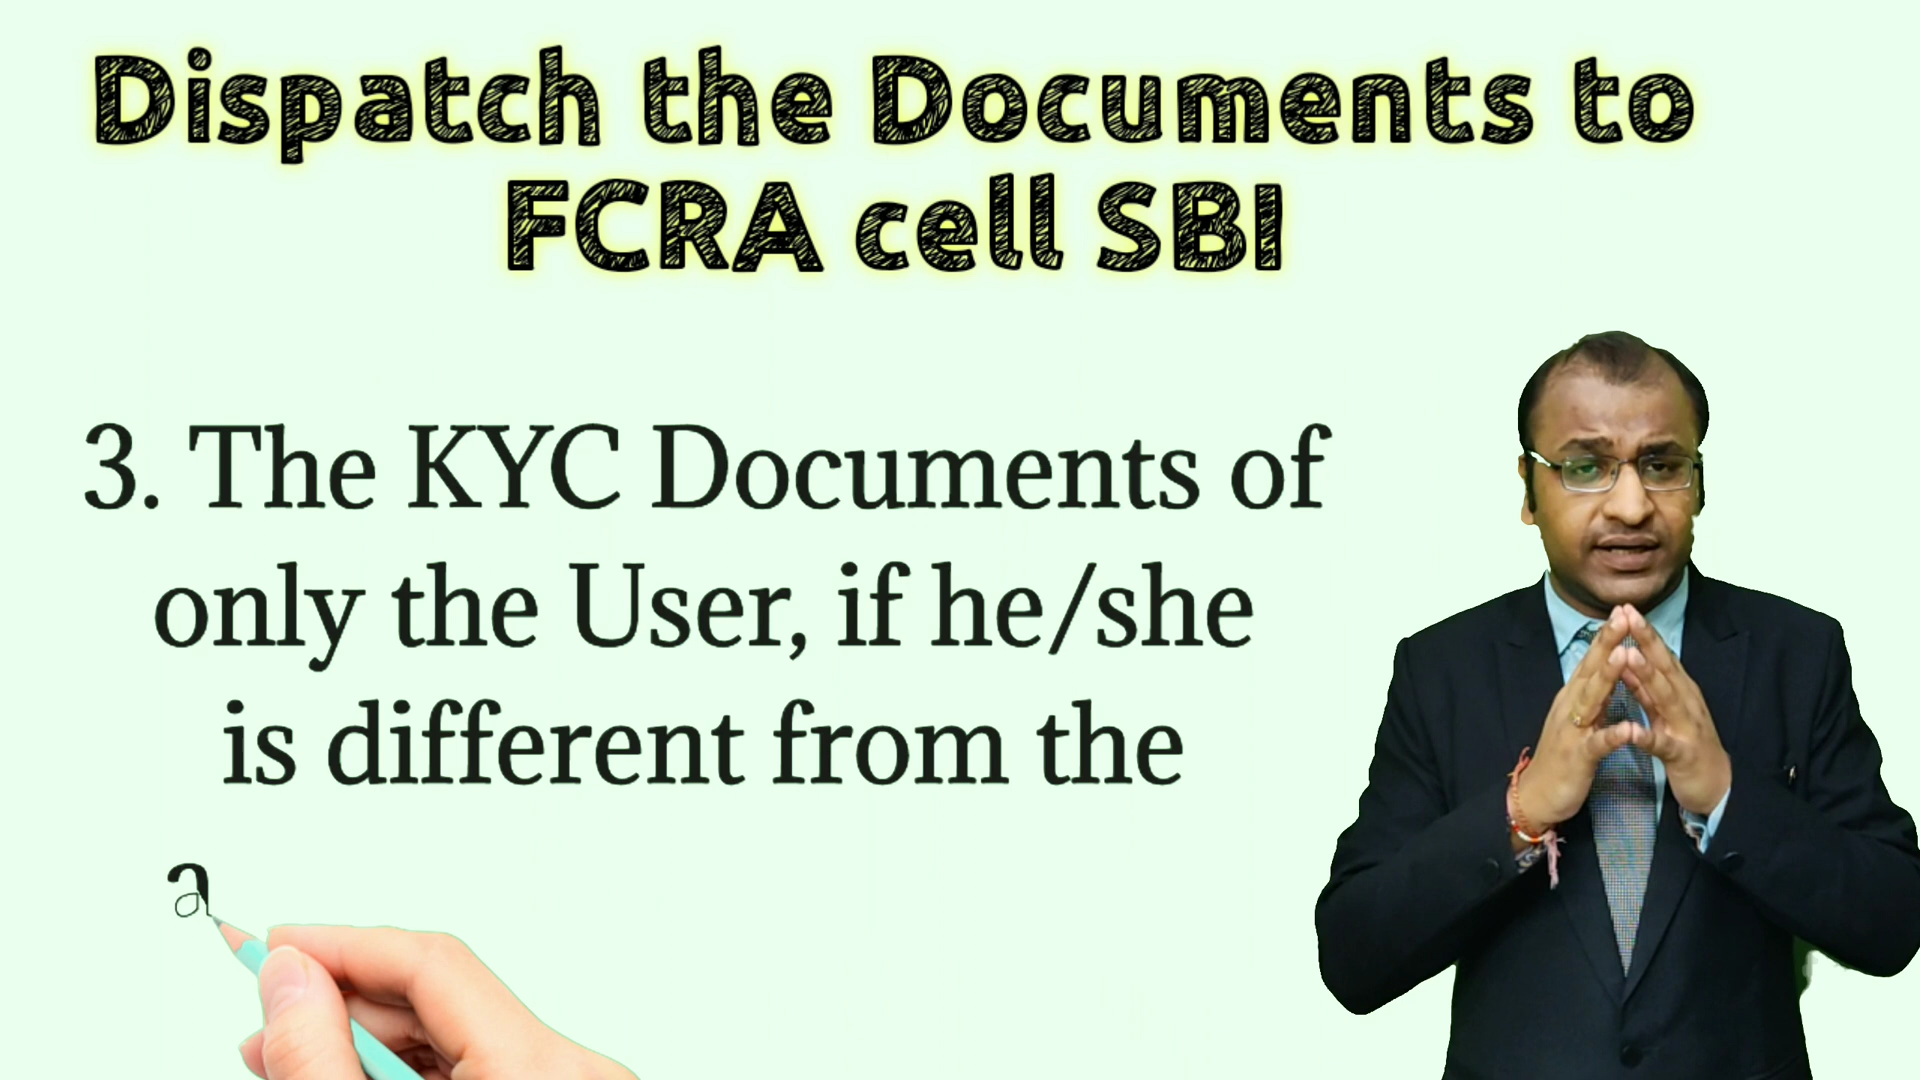 Dispatch the Documents to
FCRA cell SBI
3. The KYC Documents of
only the User, if he/she
is different from the
a